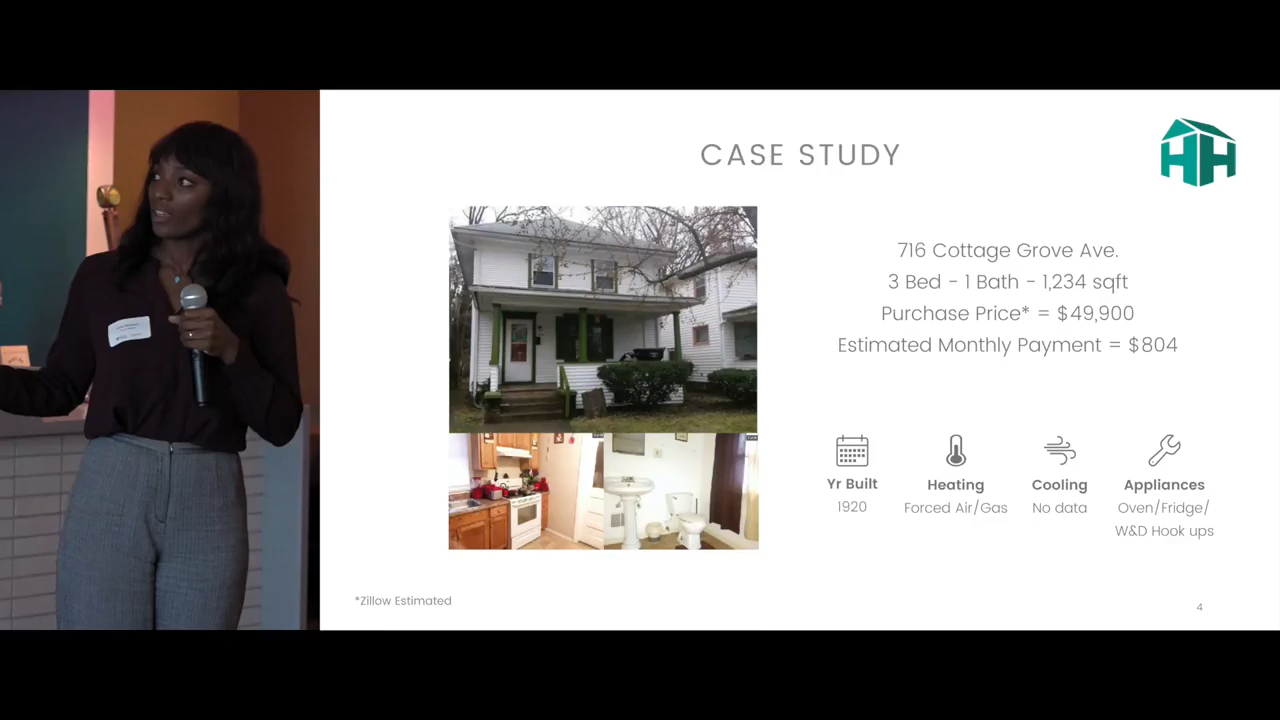 CASE STUDY
716 Cottage Grove Ave.
3 Bed - 1 Bath - 1,234 sqft
Purchase Price* = $49,900
Estimated Monthly Payment = $804
Yr Built
1920
Heating
Forced Air/Gas
Cooling
No data
Appliances
Oven/Fridge/
W&D Hook ups
*Zillow Estimated
4